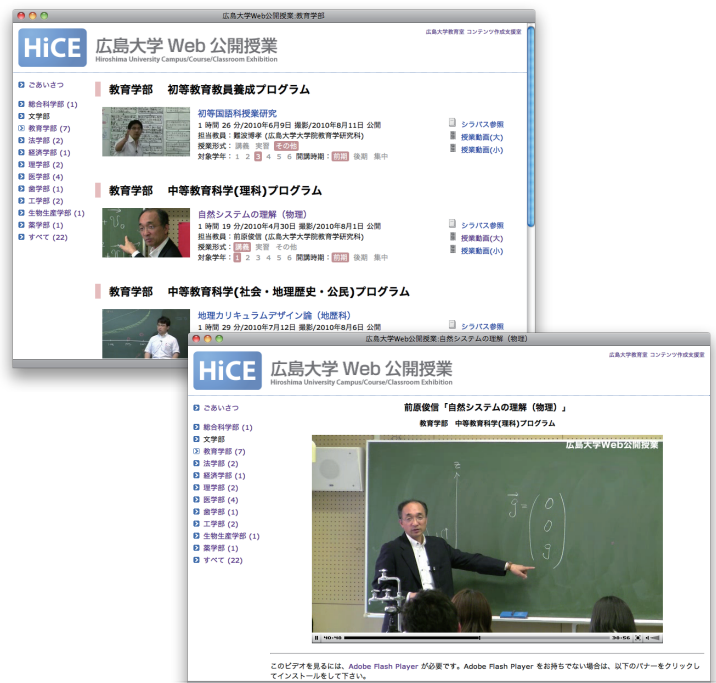 広島大学Web公開授業:教育学部
HiCE
広島大学 Web 公開授業
Hiroshima University Campus/Course/Classroom Exhibition
広島大学教育室 コンテンツ作成支援室
ごあいさつ
総合科学部 (1)
文学部
教育学部 (7)
法学部 (2)
経済学部 (1)
理学部 (2)
医学部 (4)
歯学部 (1)
工学部 (2)
生物生産学部 (1)
薬学部 (1)
すべて (22)
教育学部 初等教育教員養成プログラム
初等国語科授業研究
1 時間 26 分/2010年6月9日 撮影/2010年8月11日 公開
担当教員：難波博孝 (広島大学大学院教育学研究科)
授業形式： 講義 実習 その他
対象学年： 1 2 3 4 5 6 開講時期： 前期 後期 集中
シラバス参照
授業動画(大)
授業動画(小)
教育学部 中等教育科学(理科)プログラム
自然システムの理解（物理）
1 時間 19 分/2010年4月30日 撮影/2010年8月1日 公開
担当教員：前原俊信 (広島大学大学院教育学研究科)
授業形式： 講義 実習 その他
対象学年： 1 2 3 4 5 6 開講時期： 前期 後期 集中
シラバス参照
授業動画(大)
授業動画(小)
教育学部 中等教育科学(社会・地理歴史・公民)プログラム
地理カリキュラムデザイン論（地歴科）
1 時間 29 分/2010年7月12日 撮影/2010年8月6日 公開
シラバス参照
広島大学Web公開授業:自然システムの理解（物理）
HiCE
広島大学 Web 公開授業
Hiroshima University Campus/Course/Classroom Exhibition
広島大学教育室 コンテンツ作成支援室
ごあいさつ
総合科学部 (1)
文学部
教育学部 (7)
法学部 (2)
経済学部 (1)
理学部 (2)
医学部 (4)
歯学部 (1)
工学部 (2)
生物生産学部 (1)
薬学部 (1)
すべて (22)
前原俊信「自然システムの理解（物理）」
教育学部 中等教育科学(理科)プログラム
広島大学Web公開授業
z
g = ( 0
0
g )
40:40
38:56
このビデオを見るには、Adobe Flash Player が必要です。Adobe Flash Player をお持ちでない場合は、以下のバナーをクリックし
てインストールをして下さい。